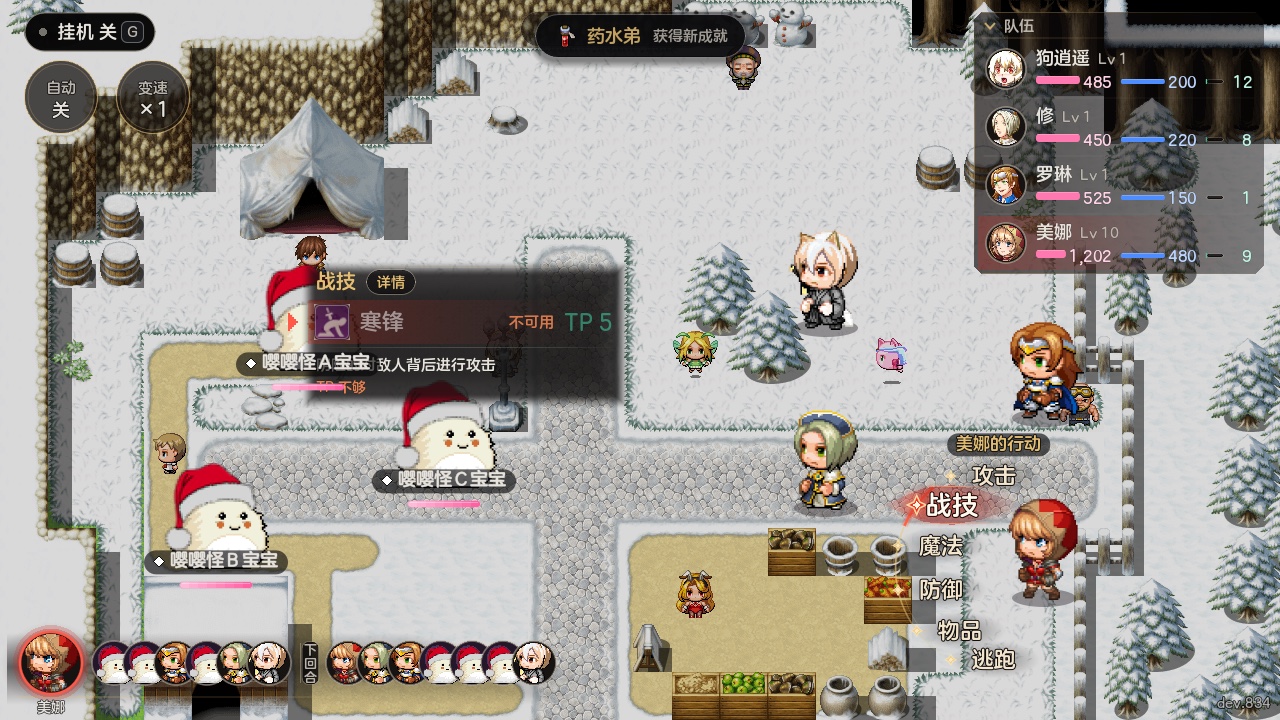 挂机 关 G
药水弟 获得新成就
自动
关
变速
×1
队伍
狗逍遥 Lv 1
485 200 12
修 Lv 1
450 220 8
罗琳 Lv 1
525 150 1
美娜 Lv 10
1,202 480 9
战技 详情
寒锋 不可用 TP 5
敌人背后进行攻击
不够
嘤嘤怪A宝宝
嘤嘤怪C宝宝
嘤嘤怪B宝宝
美娜的行动
攻击
战技
魔法
防御
物品
逃跑
下回合
美娜
dev.834